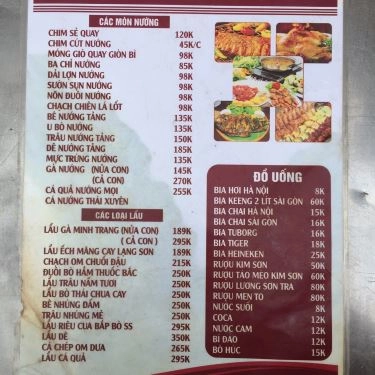 CÁC MÓN NƯỚNG
CHIM SẺ QUAY 120K
CHIM CÚT NƯỚNG 45K/C
MÓNG GIÒ QUAY GIÒN BÌ 98K
BA CHỈ NƯỚNG 85K
DẢI LỢN NƯỚNG 98K
SƯỜN SỤN NƯỚNG 98K
NÕN ĐUÔI NƯỚNG 98K
CHẠCH CHIÊN LÁ LỐT 98K
BÊ NƯỚNG TẢNG 135K
U BÒ NƯỚNG 135K
TRÂU NƯỚNG TẢNG 150K
DÊ NƯỚNG TẢNG 185K
MỰC TRỨNG NƯỚNG 135K
GÀ NƯỚNG (NỬA CON) 145K
(CẢ CON) 270K
CÁ QUẢ NƯỚNG MỌI 255K
CÁ NƯỚNG THÁI XUYÊN
CÁC LOẠI LẨU
LẨU GÀ MINH TRANG (NỬA CON) 189K
( CẢ CON ) 295K
LẨU ẾCH MĂNG CAY LẠNG SƠN 189K
CHẠCH OM CHUỐI ĐẬU 215K
ĐUÔI BÒ HẦM THUỐC BẮC 250K
LẨU TRÂU NẤM TƯƠI 250K
LẨU BÒ THÁI CHUA CAY 250K
BÊ NHÚNG DẤM 250K
TRÂU NHÚNG MẺ 250K
LẨU RIÊU CUA BẮP BÒ SS 295K
LẨU DÊ 350K
CÁ CHÉP OM DƯA 265K
LẨU CÁ QUẢ 295K
ĐỒ UỐNG
BIA HƠI HÀ NỘI 8K
BIA KEENG 2 LÍT SÀI GÒN 60K
BIA CHAI HÀ NỘI 15K
BIA CHAI SÀI GÒN 16K
BIA TUBORG 16K
BIA TIGER 18K
BIA HEINEKEN 25K
RƯỢU KIM SƠN 50K
RƯỢU TÁO MÈO KIM SƠN 60K
RƯỢU LƯƠNG SƠN TRA 80K
RƯỢU MEN TO 80K
NƯỚC SUỐI 8K
COCA 12K
NƯỚC CAM 12K
BÍ ĐAO 12K
BÒ HÚC 15K